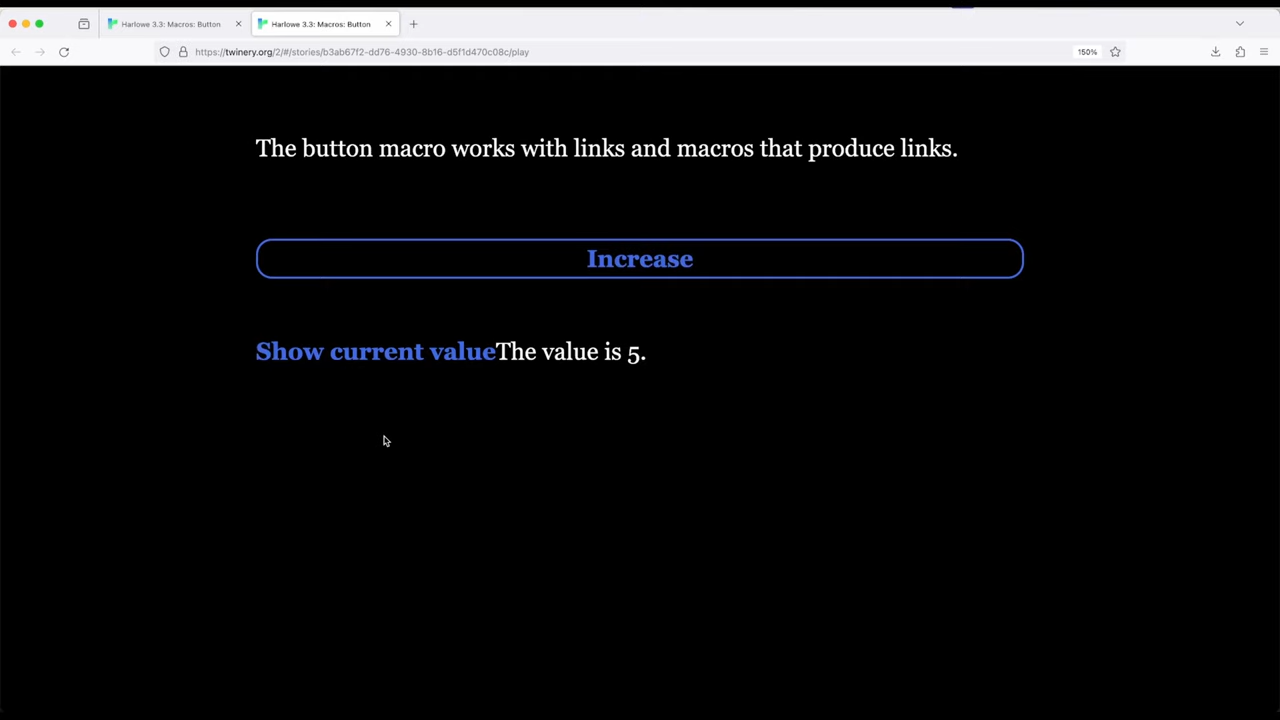 Harlowe 3.3: Macros: Button
Harlowe 3.3: Macros: Button
https://twinery.org/2/#/stories/b3ab67f2-dd76-4930-8b16-d5f1d470c08c/play
150%
The button macro works with links and macros that produce links.
Increase
Show current valueThe value is 5.